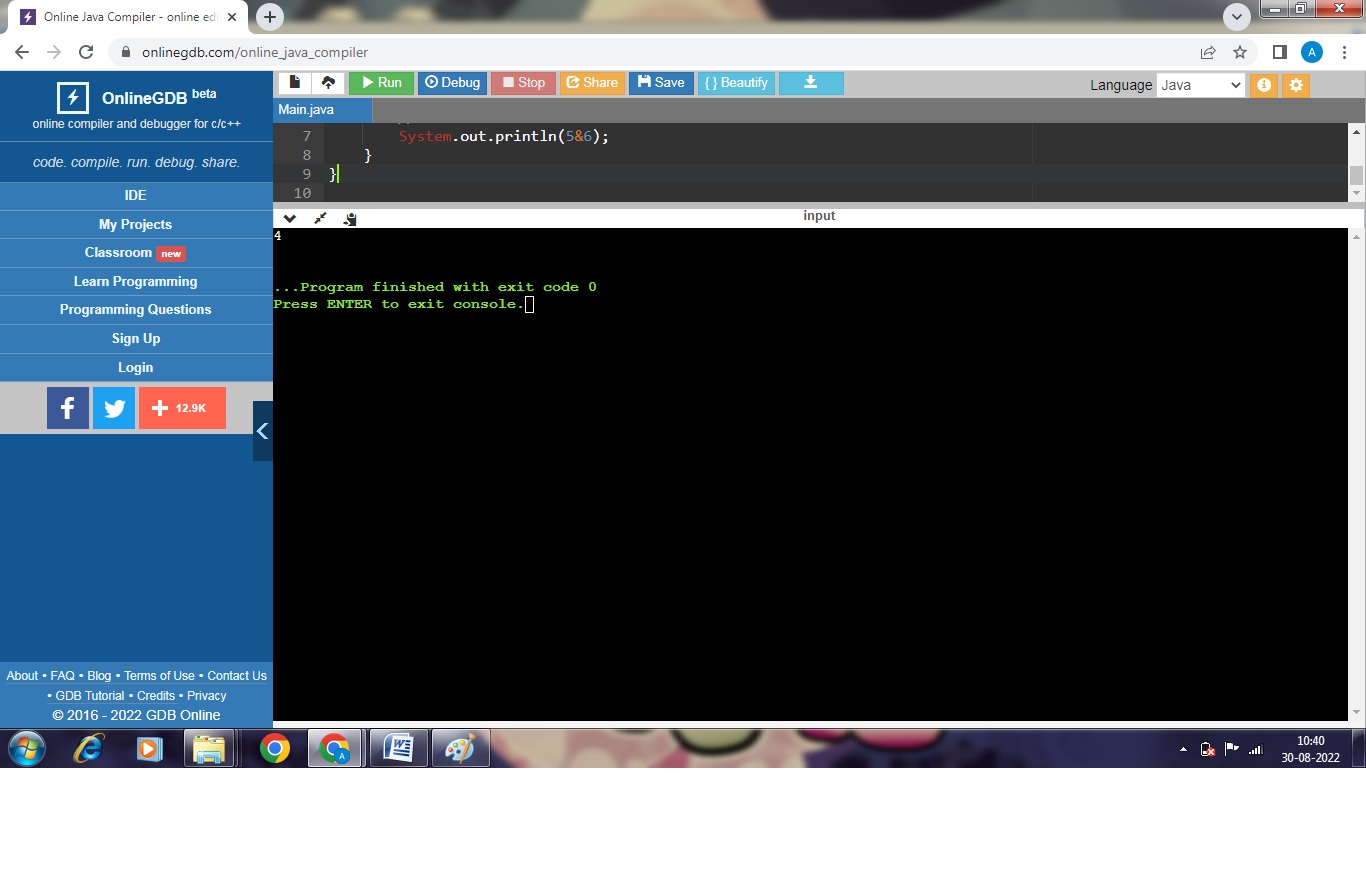 Online Java Compiler - online edi
onlinegdb.com/online_java_compiler
A
OnlineGDB beta
online compiler and debugger for c/c++
code. compile. run. debug. share.
IDE
My Projects
Classroom new
Learn Programming
Programming Questions
Sign Up
Login
12.9K
About • FAQ • Blog • Terms of Use • Contact Us
• GDB Tutorial • Credits • Privacy
© 2016 - 2022 GDB Online
Run Debug Stop Share Save { } Beautify
Language Java
Main.java
7 System.out.println(5&6);
8 }
9 }
10
input
4
...Program finished with exit code 0
Press ENTER to exit console.
10:40
30-08-2022